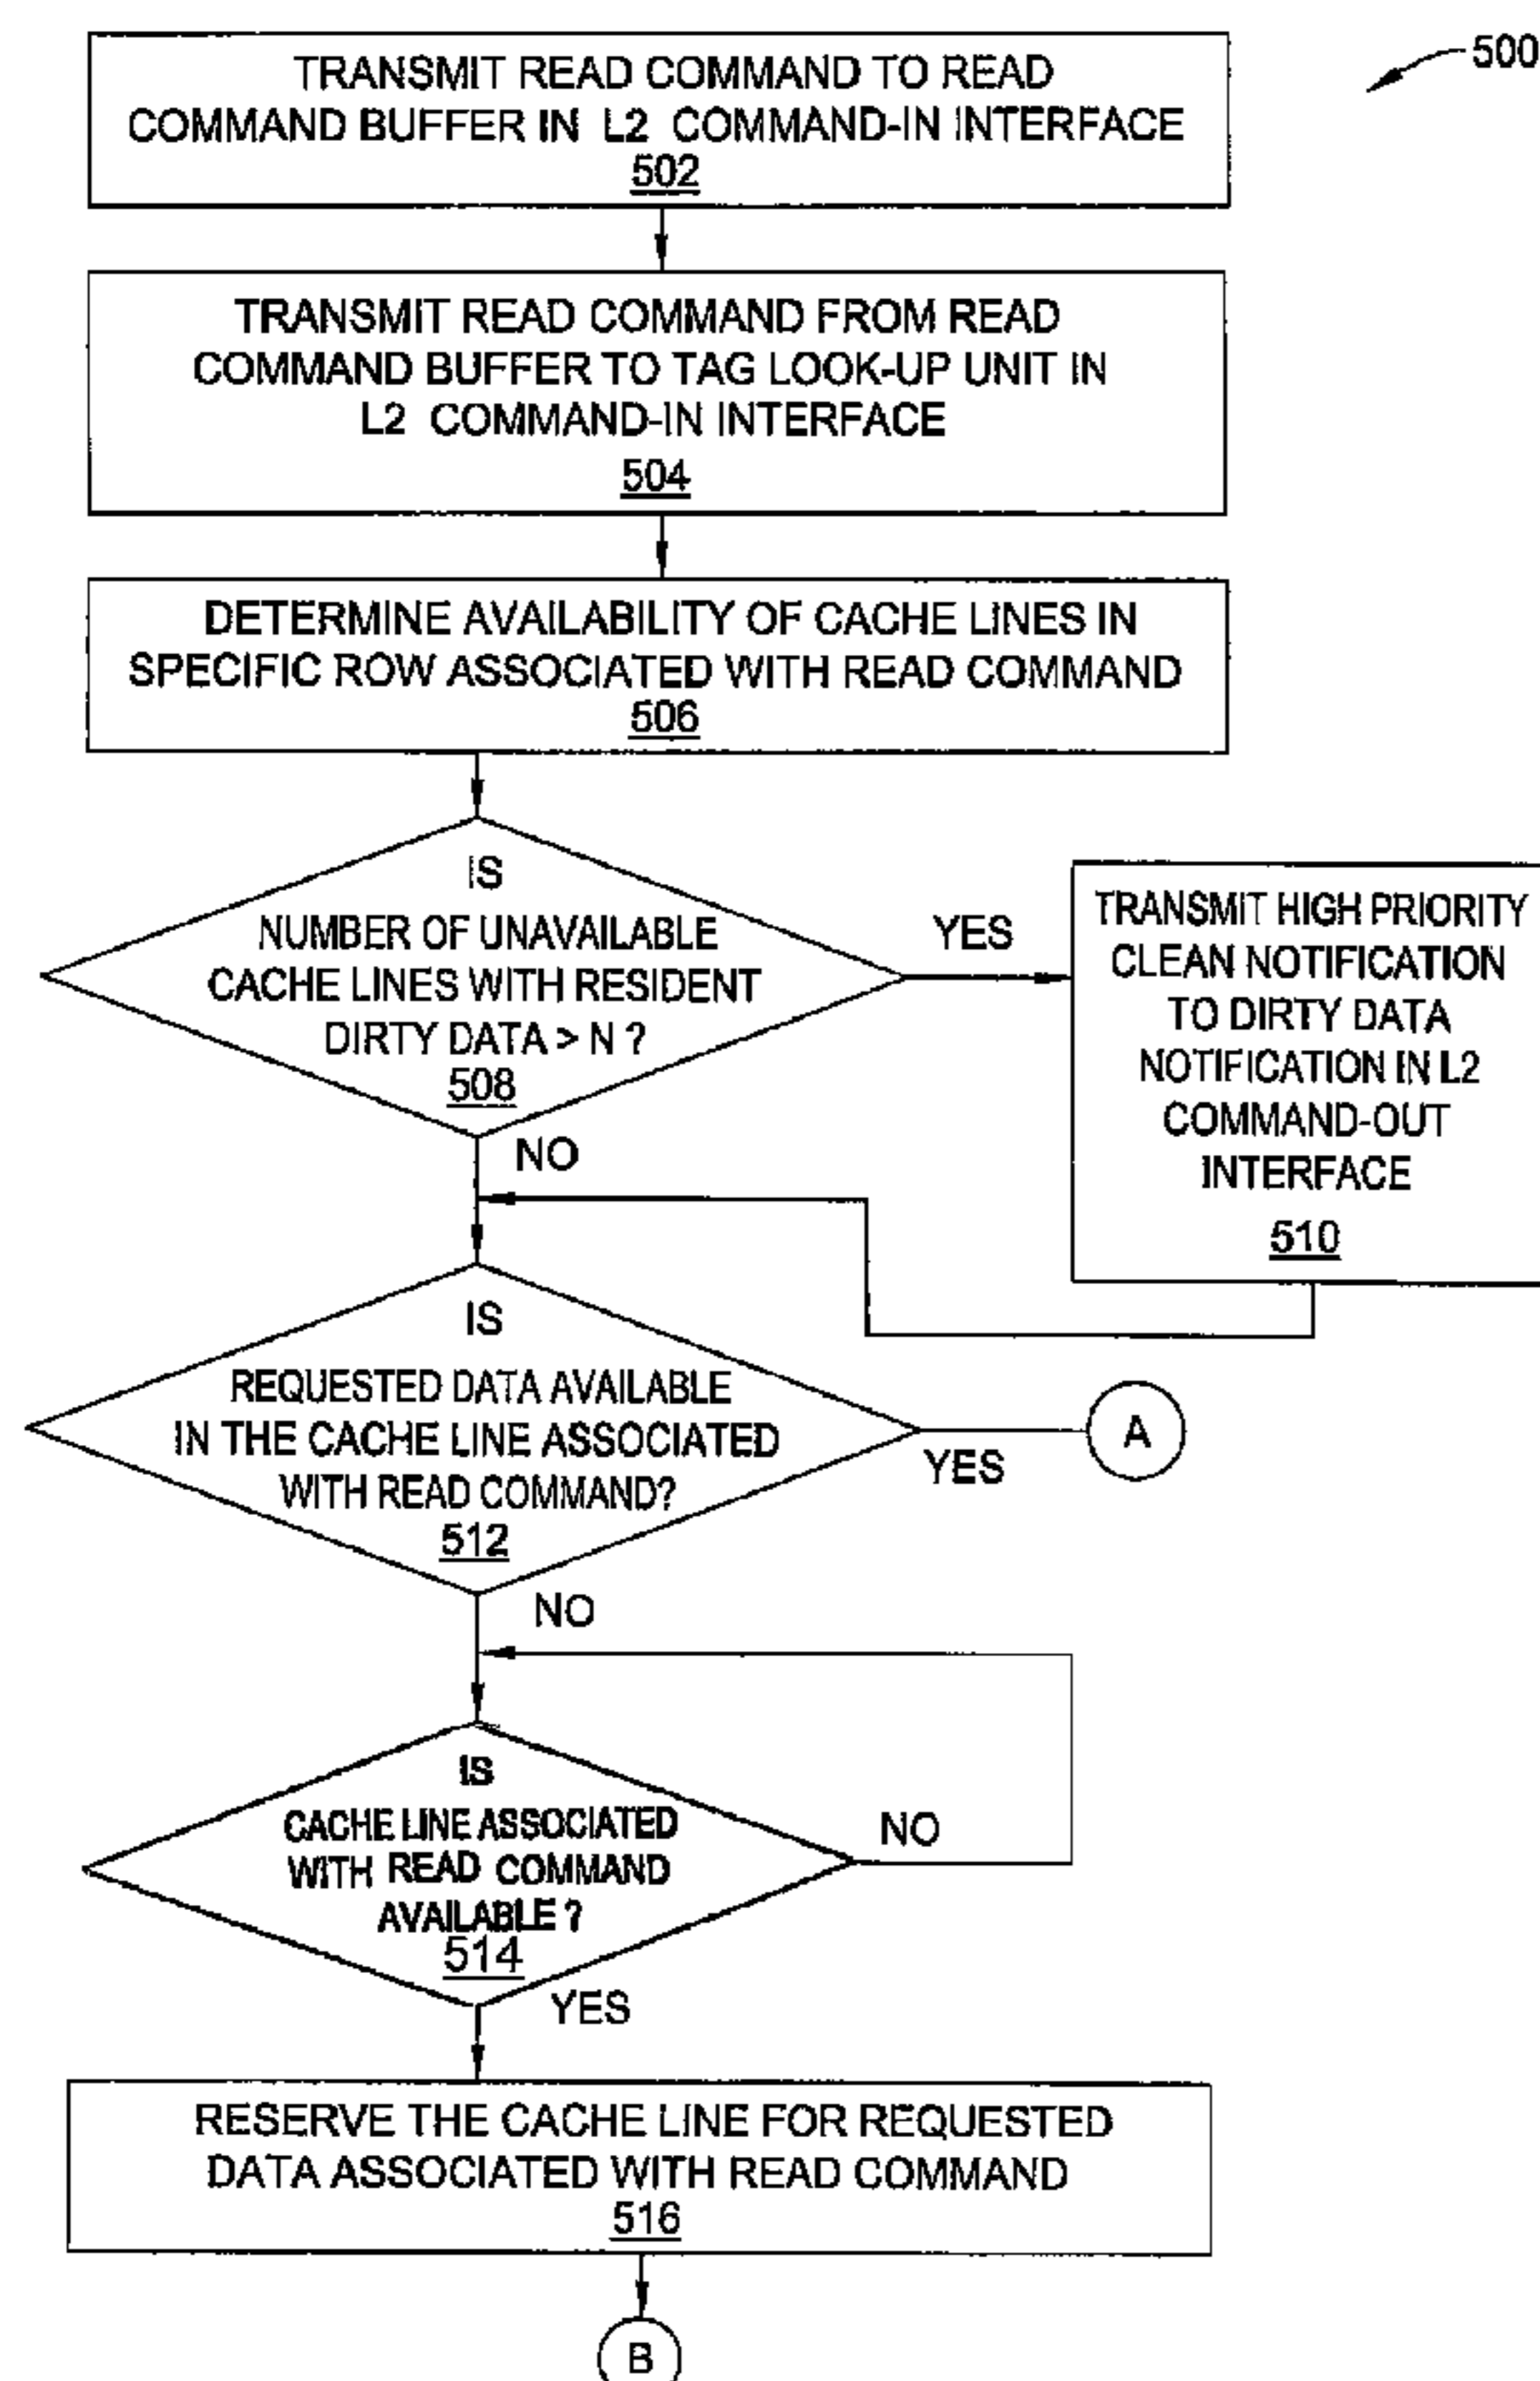 500
TRANSMIT READ COMMAND TO READ
COMMAND BUFFER IN L2 COMMAND-IN INTERFACE
502
TRANSMIT READ COMMAND FROM READ
COMMAND BUFFER TO TAG LOOK-UP UNIT IN
L2 COMMAND-IN INTERFACE
504
DETERMINE AVAILABILITY OF CACHE LINES IN
SPECIFIC ROW ASSOCIATED WITH READ COMMAND
506
IS
NUMBER OF UNAVAILABLE
CACHE LINES WITH RESIDENT
DIRTY DATA > N ?
508
YES
NO
TRANSMIT HIGH PRIORITY
CLEAN NOTIFICATION
TO DIRTY DATA
NOTIFICATION IN L2
COMMAND-OUT
INTERFACE
510
IS
REQUESTED DATA AVAILABLE
IN THE CACHE LINE ASSOCIATED
WITH READ COMMAND?
512
YES
A
NO
IS
CACHE LINE ASSOCIATED
WITH READ COMMAND
AVAILABLE ?
514
NO
YES
RESERVE THE CACHE LINE FOR REQUESTED
DATA ASSOCIATED WITH READ COMMAND
516
B